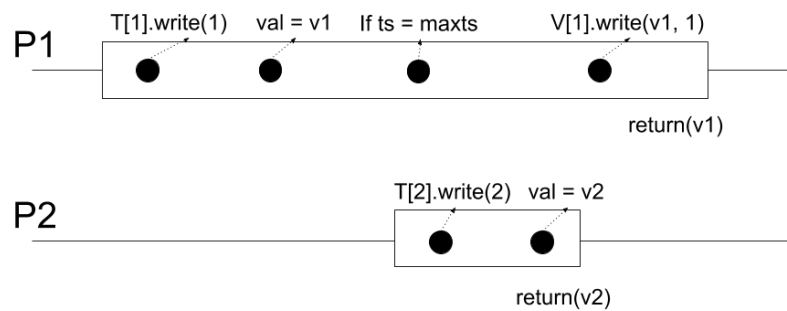 T[1].write(1) val = v1 If ts = maxts V[1].write(v1, 1)
P1
return(v1)
T[2].write(2) val = v2
P2
return(v2)